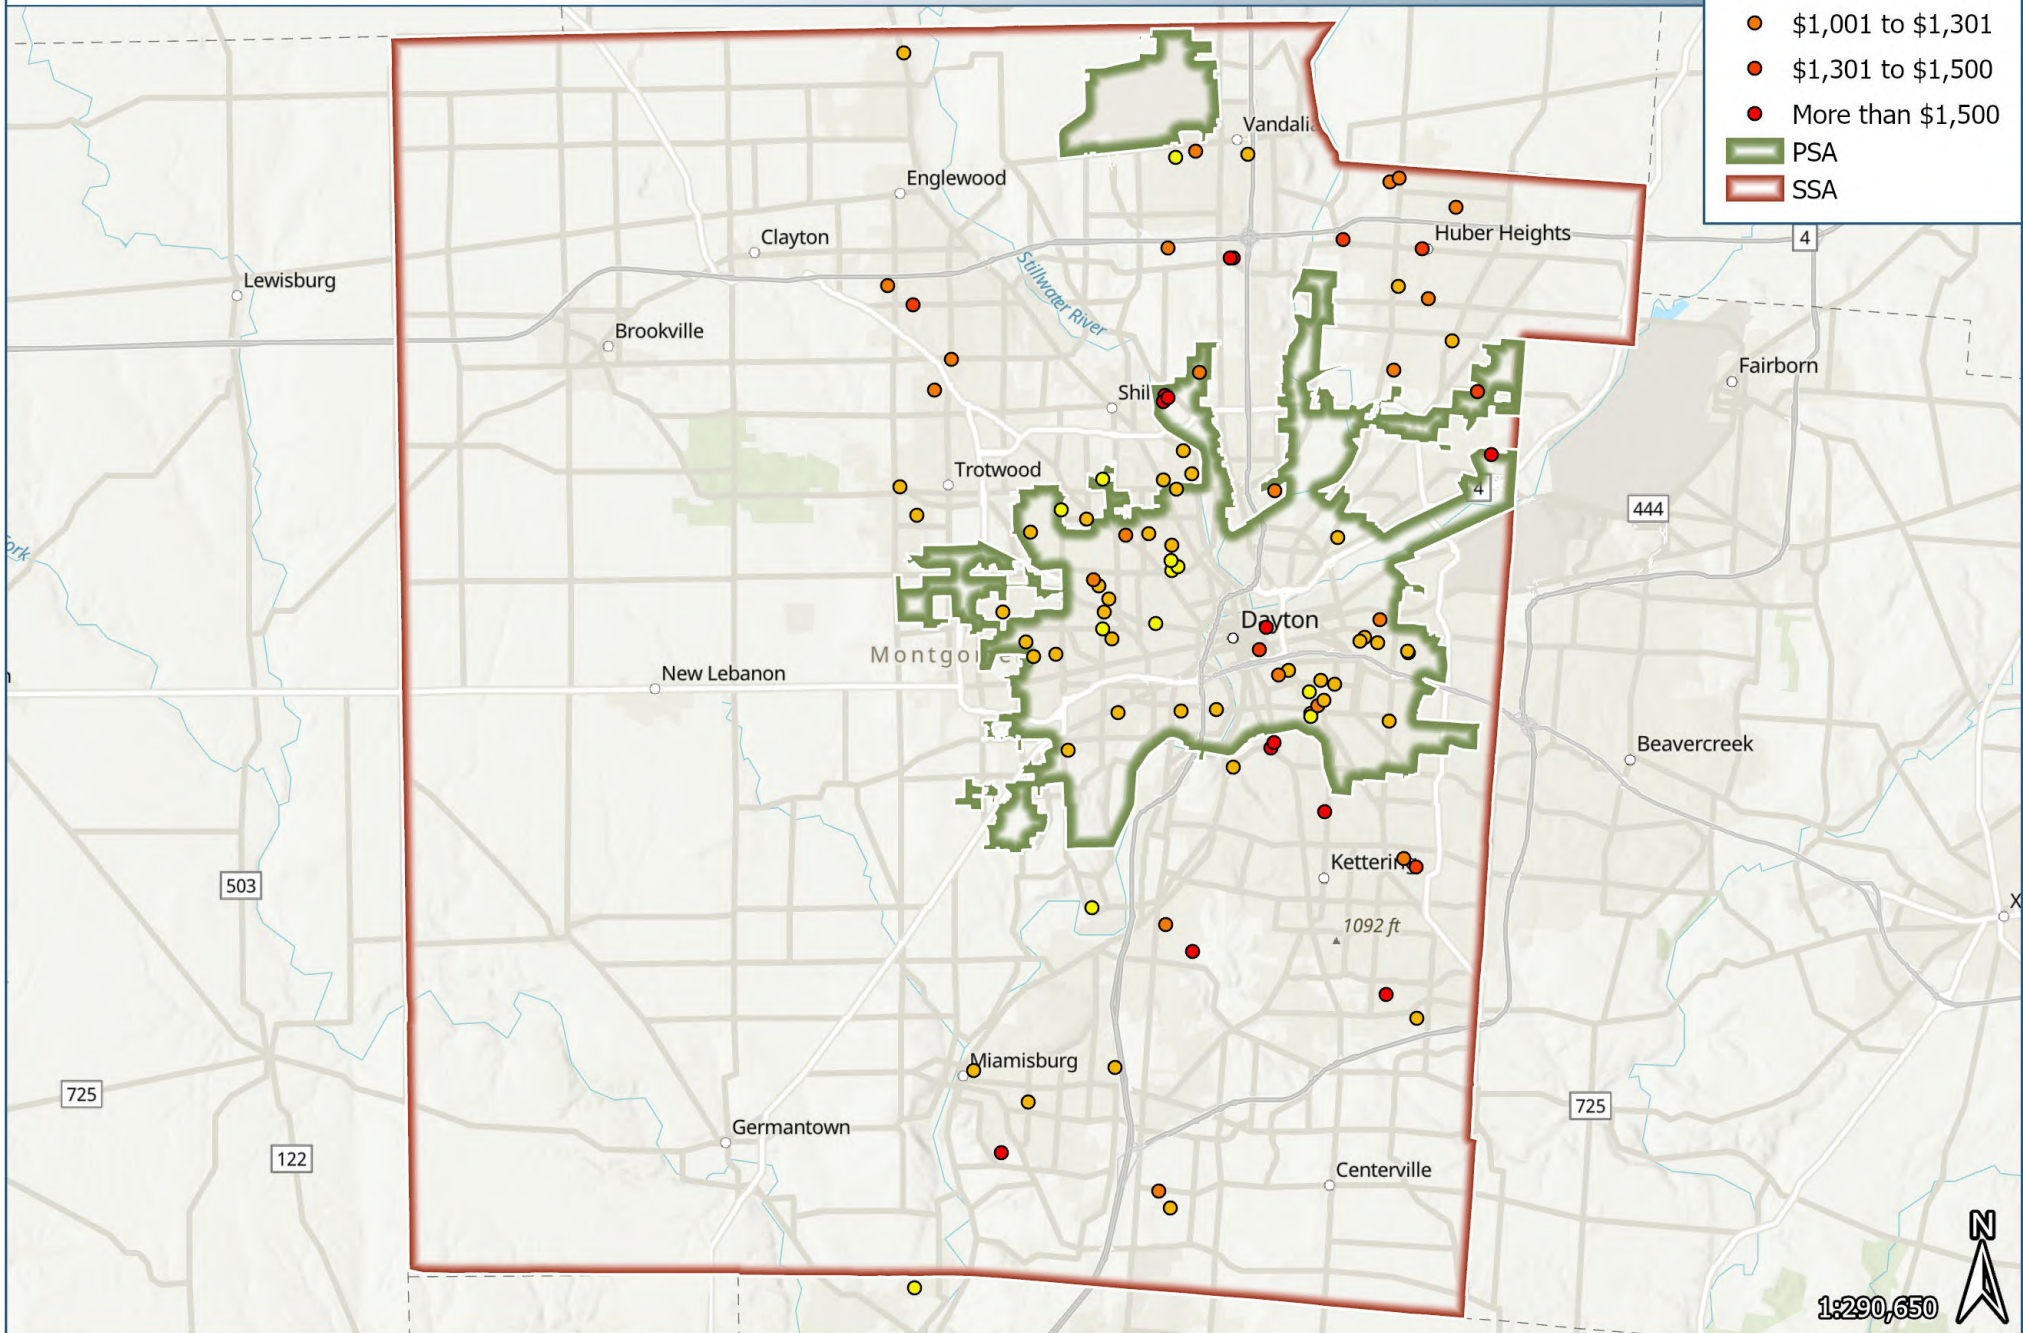 $1,001 to $1,301
$1,301 to $1,500
More than $1,500
PSA
SSA
Vandalia
Englewood
Clayton
Huber Heights
4
Lewisburg
Stillwater River
Brookville
Fairborn
Shil
Trotwood
4
444
ork
Dayton
Montgo
New Lebanon
Beavercreek
Kettering
503
X
1092 ft
Miamisburg
725
725
Germantown
122
Centerville
N
1:290,650